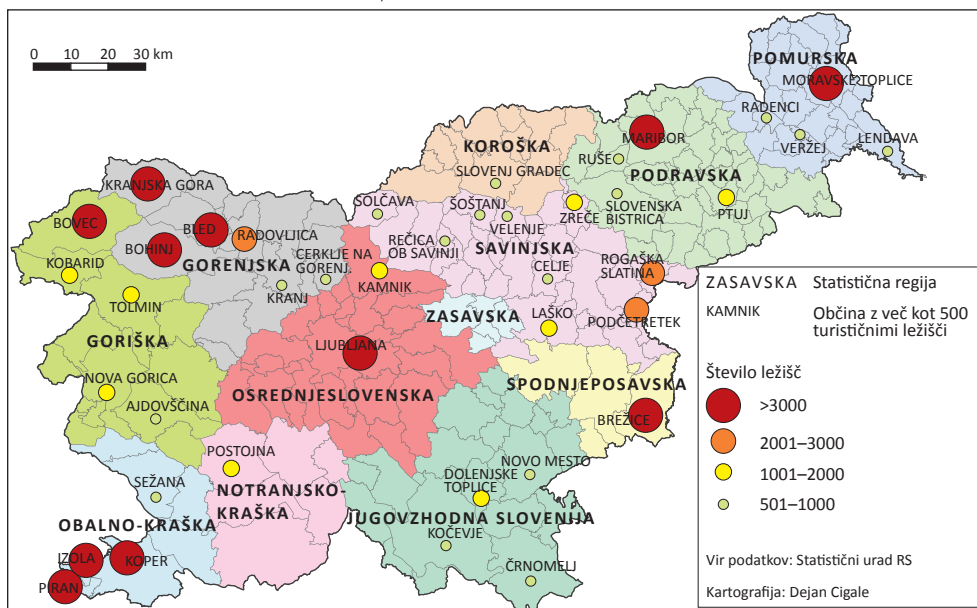 0 10 20 30 km
POMURSKA
MORAVSKE TOPLICE
RADENCI
VERŽEJ
LENDAVA
MARIBOR
RUŠE
PODRAVSKA
SLOVENSKA
BISTRICA
PTUJ
KOROŠKA
SLOVENJ GRADEC
ZREČE
SOLČAVA
ŠOŠTANJ
VELENJE
REČICA
OB SAVINJI
SAVINJSKA
CELJE
ROGAŠKA
SLATINA
PODČETRETEK
LAŠKO
KRANJSKA GORA
BOVEC
BLED
RADOVLJICA
BOHINJ
GORENJSKA
CERKLJE NA
GORENJ.
KRANJ
KAMNIK
KOBARID
TOLMIN
GORIŠKA
NOVA GORICA
AJDOVŠČINA
ZASAVSKA
LJUBLJANA
OSREDNJESLOVENSKA
SPODNJEPOSAVSKA
BREŽICE
POSTOJNA
NOTRANJSKO-
KRAŠKA
SEŽANA
OBALNO-KRAŠKA
IZOLA
KOPER
PIRAN
NOVO MESTO
DOLENJSKE
TOPLICE
JUGOVZHODNA SLOVENIJA
KOČEVJE
ČRNOMELJ
ZASAVSKA Statistična regija
KAMNIK Občina z več kot 500
turističnimi ležišči
Število ležišč
>3000
2001–3000
1001–2000
501–1000
Vir podatkov: Statistični urad RS
Kartografija: Dejan Cigale